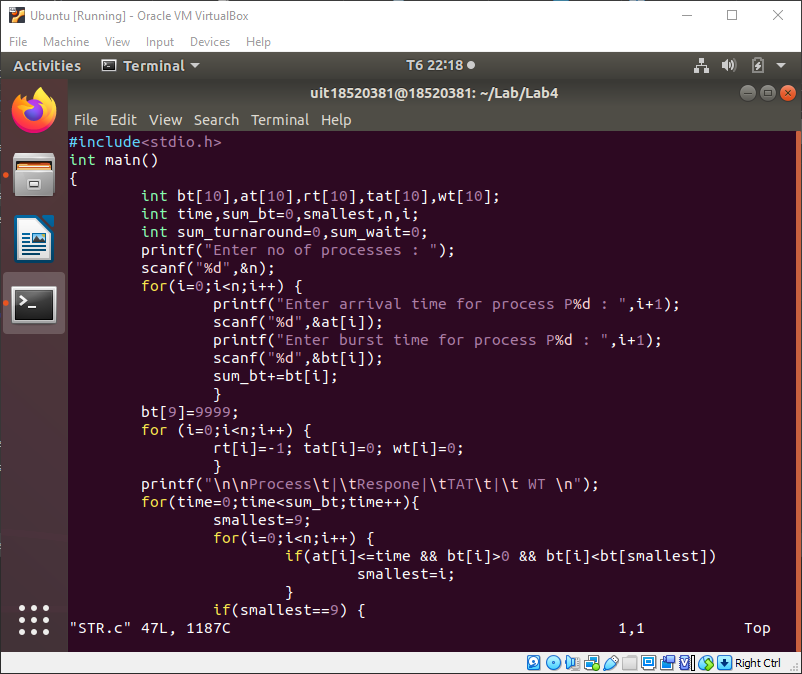 Ubuntu [Running] - Oracle VM VirtualBox
File Machine View Input Devices Help
Activities Terminal T6 22:18
uit18520381@18520381: ~/Lab/Lab4
File Edit View Search Terminal Help
#include<stdio.h>
int main()
{
        int bt[10],at[10],rt[10],tat[10],wt[10];
        int time,sum_bt=0,smallest,n,i;
        int sum_turnaround=0,sum_wait=0;
        printf("Enter no of processes : ");
        scanf("%d",&n);
        for(i=0;i<n;i++) {
                printf("Enter arrival time for process P%d : ",i+1);
                scanf("%d",&at[i]);
                printf("Enter burst time for process P%d : ",i+1);
                scanf("%d",&bt[i]);
                sum_bt+=bt[i];
                }
        bt[9]=9999;
        for (i=0;i<n;i++) {
                rt[i]=-1; tat[i]=0; wt[i]=0;
                }
        printf("\n\nProcess\t|\tRespone|\tTAT\t|\t WT \n");
        for(time=0;time<sum_bt;time++){
                smallest=9;
                for(i=0;i<n;i++) {
                        if(at[i]<=time && bt[i]>0 && bt[i]<bt[smallest])
                                smallest=i;
                        }
                if(smallest==9) {
"STR.c" 47L, 1187C 1,1 Top
Right Ctrl